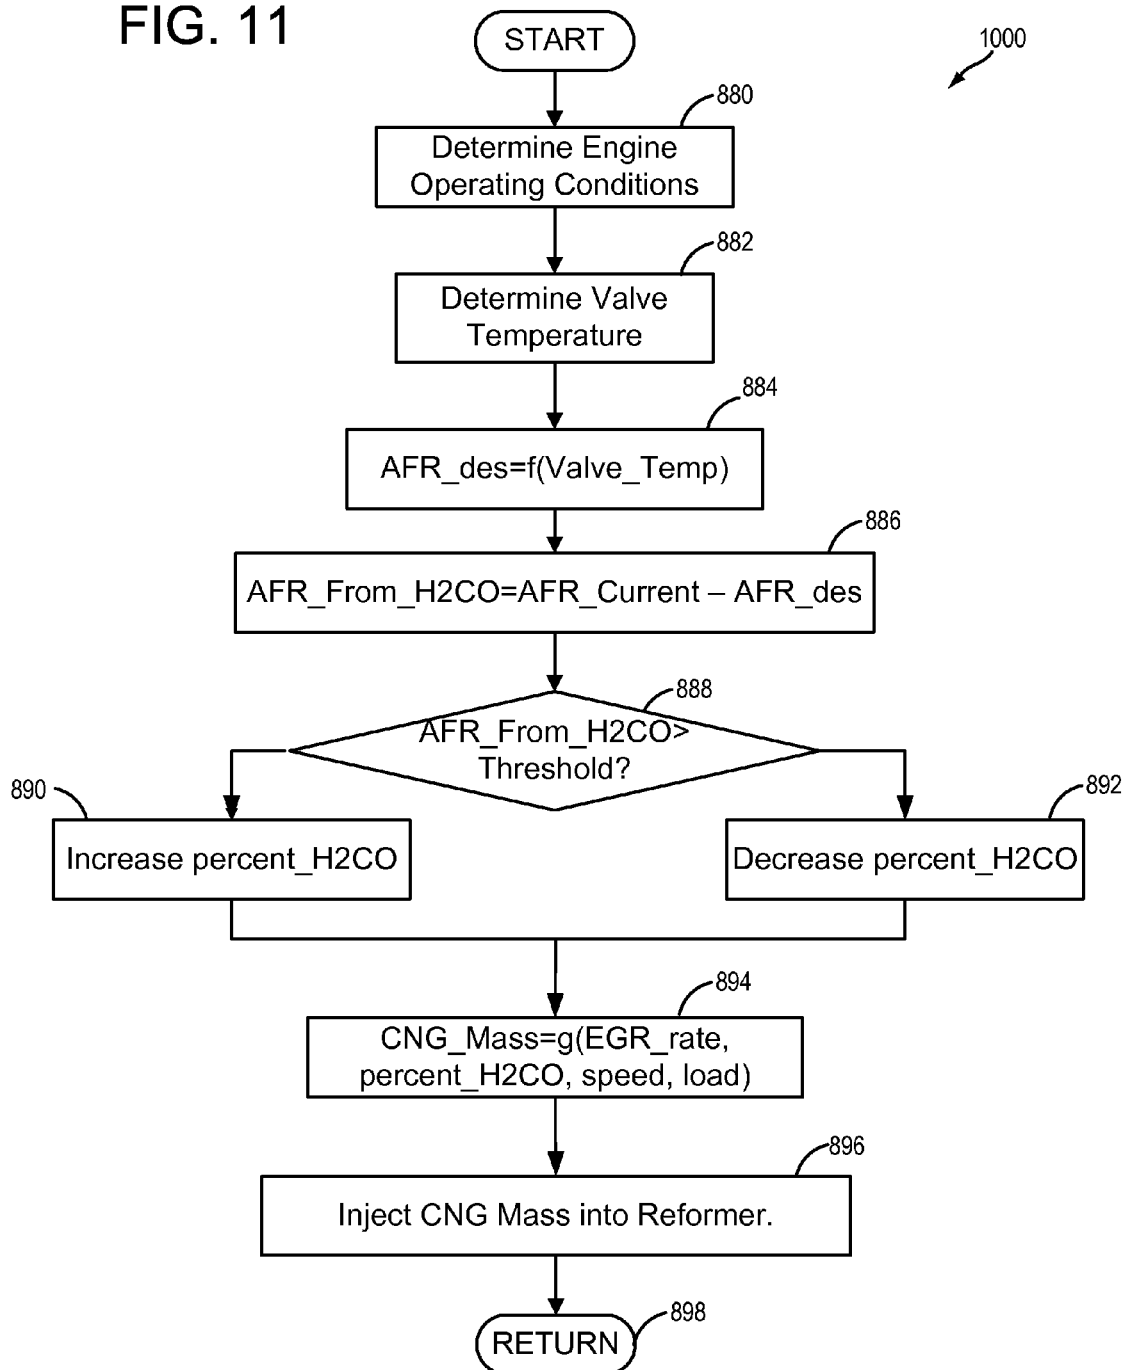 FIG. 11
START
1000
880
Determine Engine
Operating Conditions
882
Determine Valve
Temperature
884
AFR_des=f(Valve_Temp)
886
AFR_From_H2CO=AFR_Current – AFR_des
888
AFR_From_H2CO>
Threshold?
890
Increase percent_H2CO
892
Decrease percent_H2CO
894
CNG_Mass=g(EGR_rate,
percent_H2CO, speed, load)
896
Inject CNG Mass into Reformer.
RETURN
898